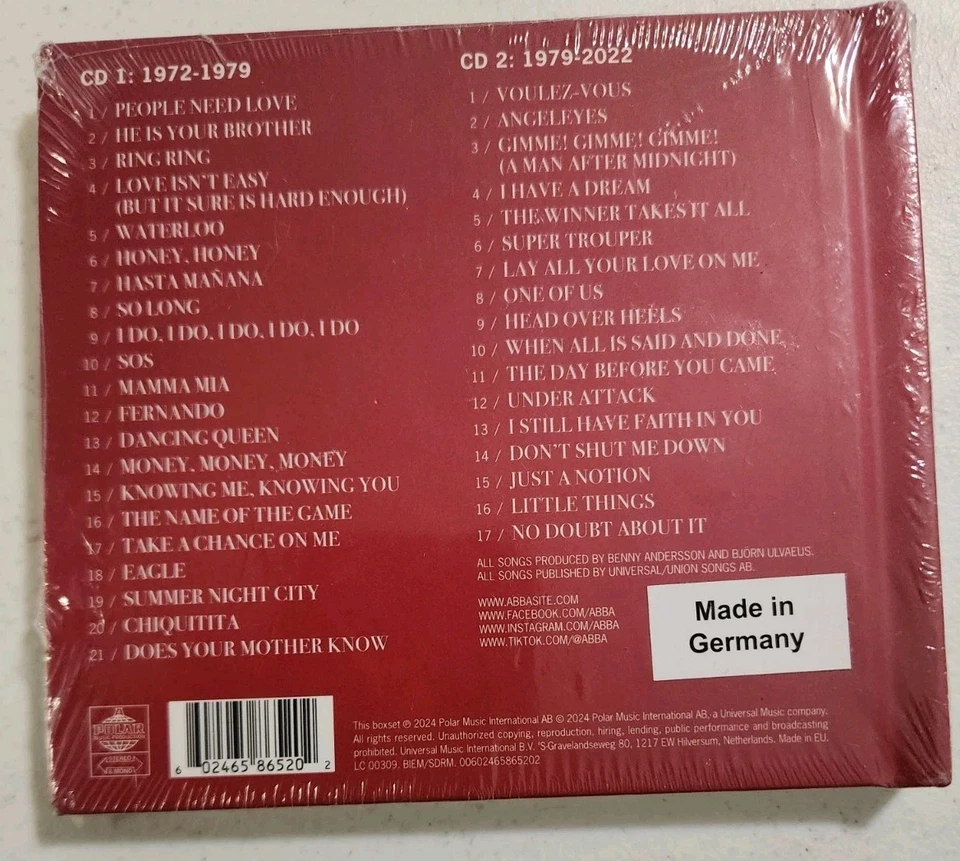 CD 1: 1972-1979
1 / PEOPLE NEED LOVE
2 / HE IS YOUR BROTHER
3 / RING RING
4 / LOVE ISN'T EASY
(BUT IT SURE IS HARD ENOUGH)
5 / WATERLOO
6 / HONEY, HONEY
7 / HASTA MAÑANA
8 / SO LONG
9 / I DO, I DO, I DO, I DO, I DO
10 / SOS
11 / MAMMA MIA
12 / FERNANDO
13 / DANCING QUEEN
14 / MONEY, MONEY, MONEY
15 / KNOWING ME, KNOWING YOU
16 / THE NAME OF THE GAME
17 / TAKE A CHANCE ON ME
18 / EAGLE
19 / SUMMER NIGHT CITY
20 / CHIQUITITA
21 / DOES YOUR MOTHER KNOW
CD 2: 1979-2022
1 / VOULEZ-VOUS
2 / ANGELEYES
3 / GIMME! GIMME! GIMME!
(A MAN AFTER MIDNIGHT)
4 / I HAVE A DREAM
5 / THE WINNER TAKES IT ALL
6 / SUPER TROUPER
7 / LAY ALL YOUR LOVE ON ME
8 / ONE OF US
9 / HEAD OVER HEELS
10 / WHEN ALL IS SAID AND DONE
11 / THE DAY BEFORE YOU CAME
12 / UNDER ATTACK
13 / I STILL HAVE FAITH IN YOU
14 / DON'T SHUT ME DOWN
15 / JUST A NOTION
16 / LITTLE THINGS
17 / NO DOUBT ABOUT IT
ALL SONGS PRODUCED BY BENNY ANDERSSON AND BJÖRN ULVAEUS.
ALL SONGS PUBLISHED BY UNIVERSAL/UNION SONGS AB.
WWW.ABBASITE.COM
WWW.FACEBOOK.COM/ABBA
WWW.INSTAGRAM.COM/ABBA
WWW.TIKTOK.COM/@ABBA
Made in
Germany
POLAR
MUSIC PRODUCTION
STEREO
6 02465 86520 2
This boxset ℗ 2024 Polar Music International AB © 2024 Polar Music International AB, a Universal Music company.
All rights reserved. Unauthorized copying, reproduction, hiring, lending, public performance and broadcasting
prohibited. Universal Music International B.V. 'S-Gravelandseweg 80, 1217 EW Hilversum, Netherlands. Made in EU.
LC 00309. BIEM/SDRM. 00602465865202